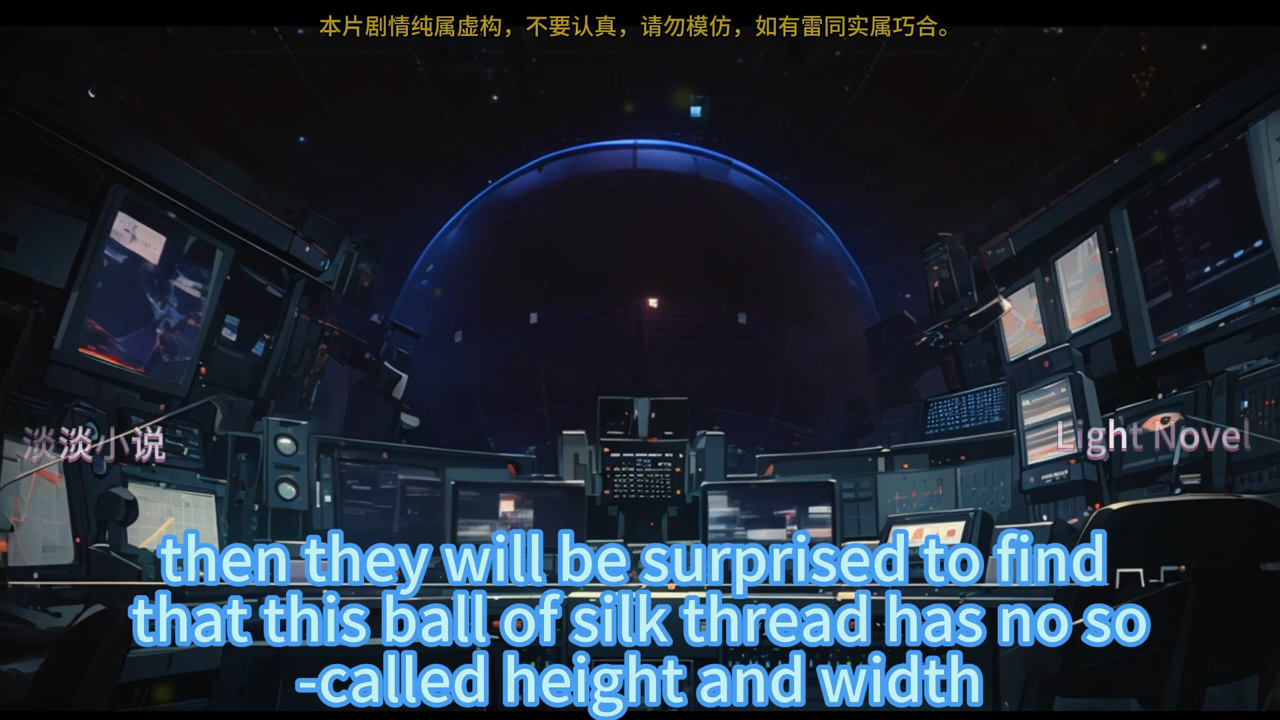 本片剧情纯属虚构，不要认真，请勿模仿，如有雷同实属巧合。
淡淡小说
Light Novel
then they will be surprised to find
that this ball of silk thread has no so
-called height and width